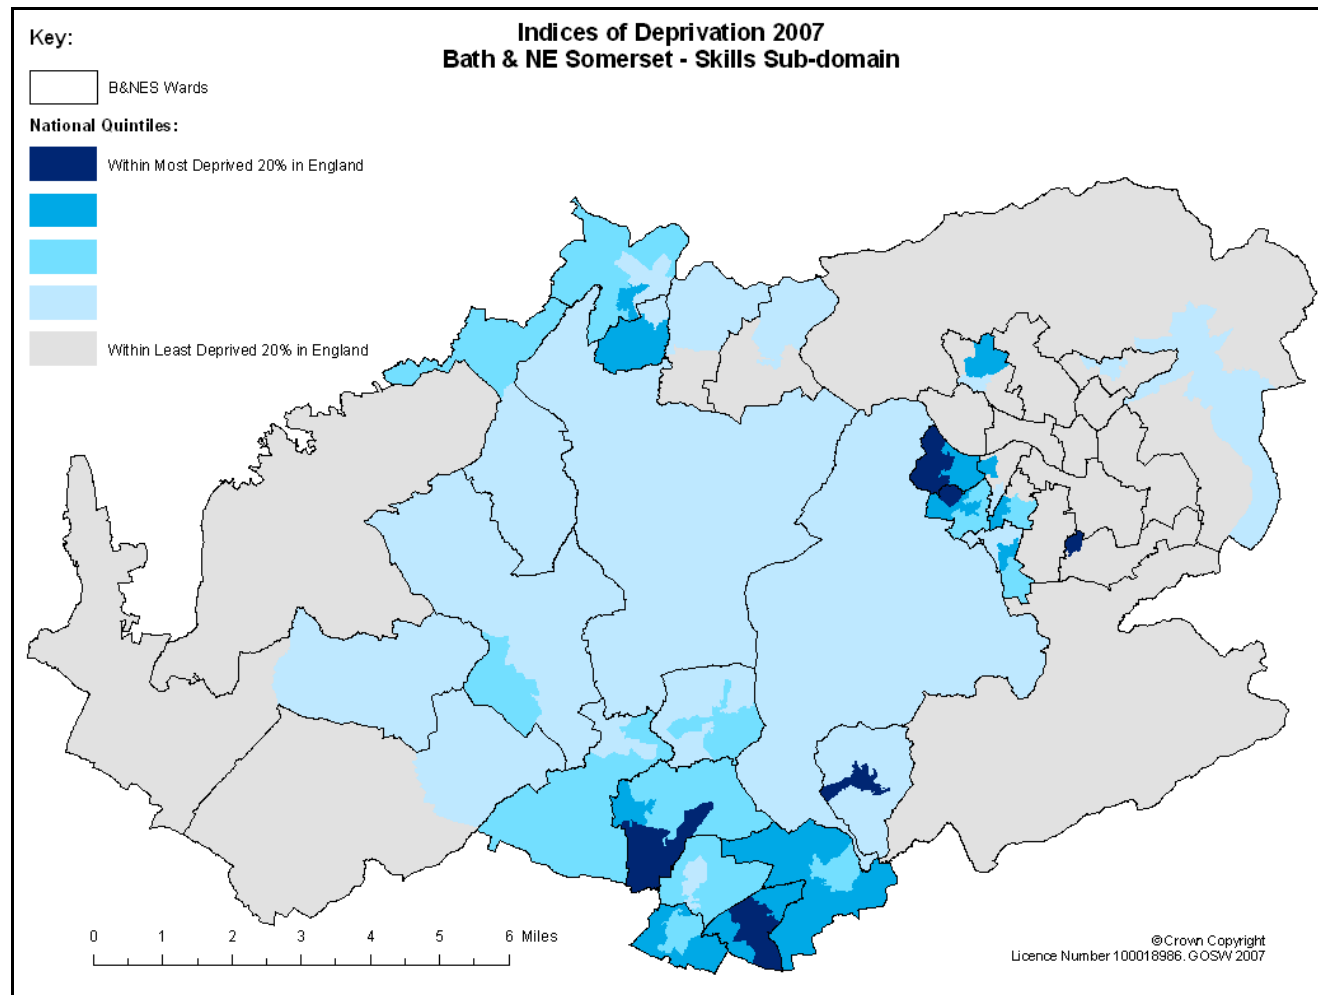 Key:
Indices of Deprivation 2007
Bath & NE Somerset - Skills Sub-domain
B&NES Wards
National Quintiles:
Within Most Deprived 20% in England
Within Least Deprived 20% in England
0 1 2 3 4 5 6 Miles
©Crown Copyright
Licence Number 100018986. GOSW 2007